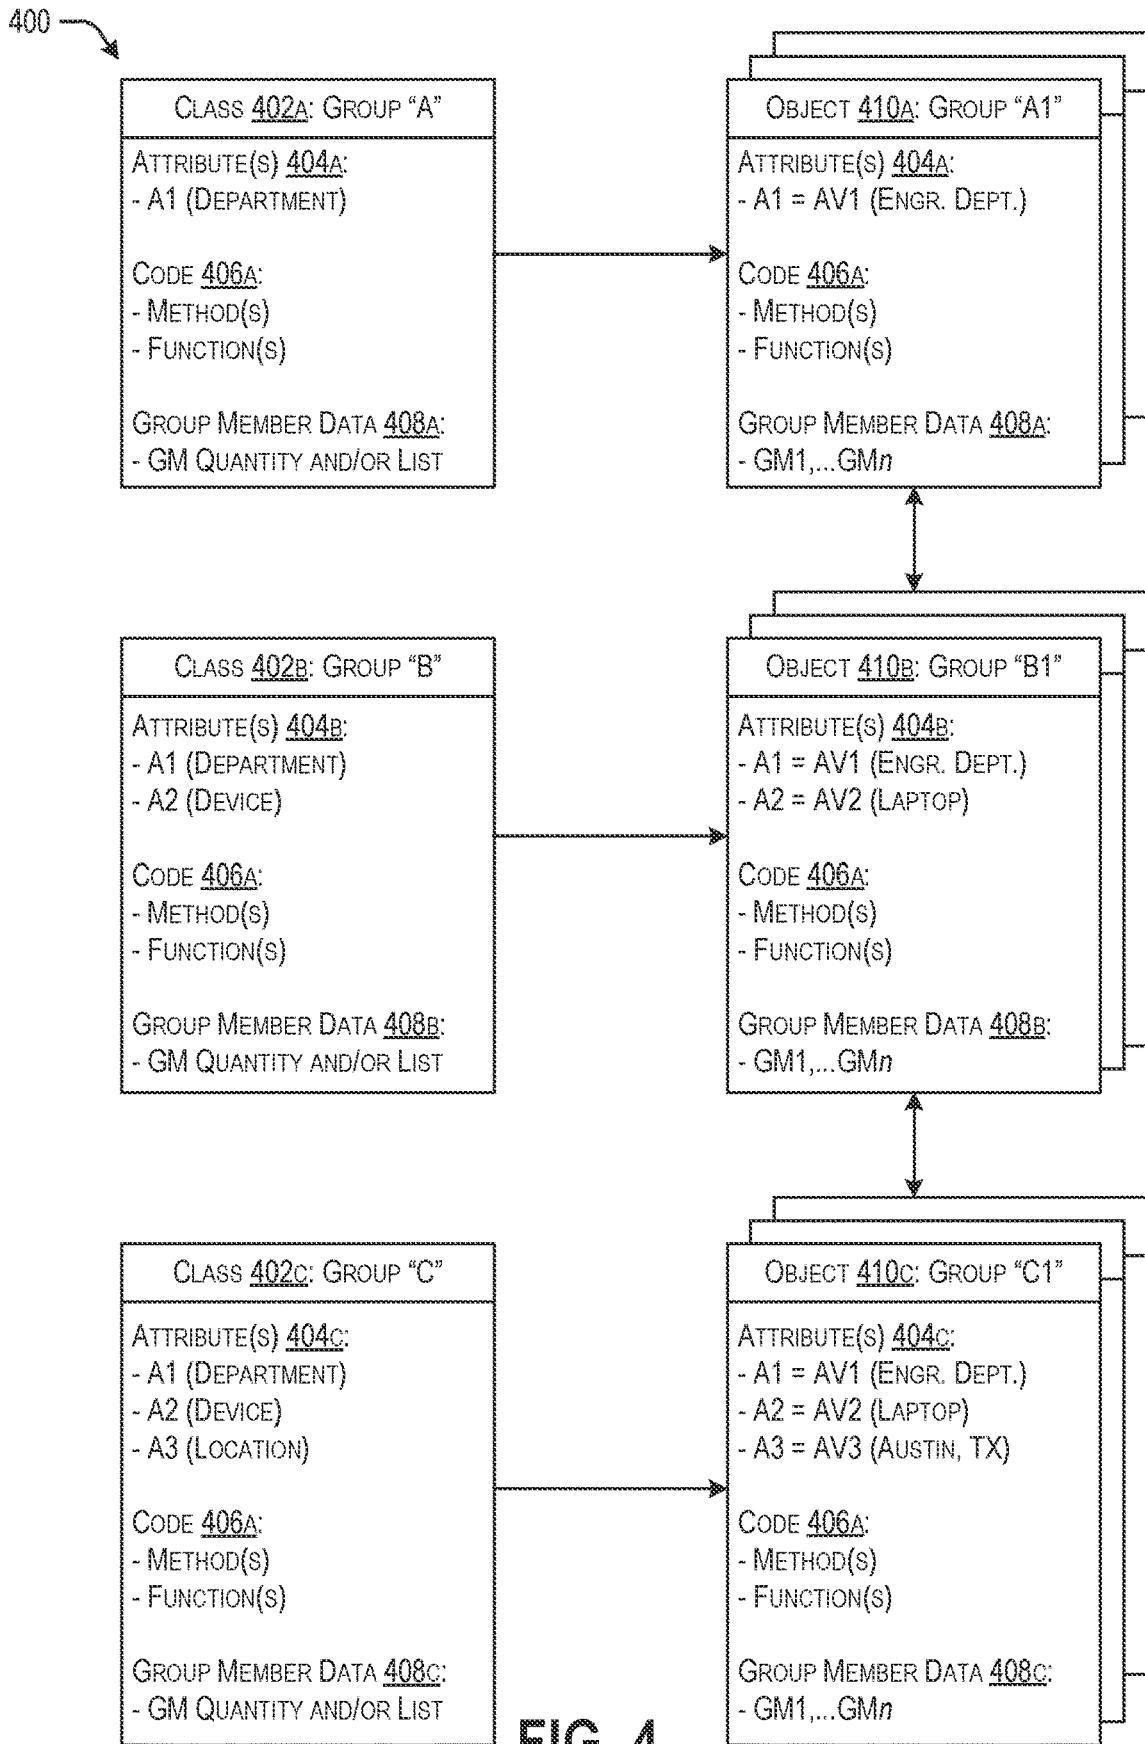 400
CLASS 402A: GROUP “A”
ATTRIBUTE(S) 404A:
- A1 (DEPARTMENT)
CODE 406A:
- METHOD(S)
- FUNCTION(S)
GROUP MEMBER DATA 408A:
- GM QUANTITY AND/OR LIST
OBJECT 410A: GROUP “A1”
ATTRIBUTE(S) 404A:
- A1 = AV1 (ENGR. DEPT.)
CODE 406A:
- METHOD(S)
- FUNCTION(S)
GROUP MEMBER DATA 408A:
- GM1,...GMn
CLASS 402B: GROUP “B”
ATTRIBUTE(S) 404B:
- A1 (DEPARTMENT)
- A2 (DEVICE)
CODE 406A:
- METHOD(S)
- FUNCTION(S)
GROUP MEMBER DATA 408B:
- GM QUANTITY AND/OR LIST
OBJECT 410B: GROUP “B1”
ATTRIBUTE(S) 404B:
- A1 = AV1 (ENGR. DEPT.)
- A2 = AV2 (LAPTOP)
CODE 406A:
- METHOD(S)
- FUNCTION(S)
GROUP MEMBER DATA 408B:
- GM1,...GMn
CLASS 402C: GROUP “C”
ATTRIBUTE(S) 404C:
- A1 (DEPARTMENT)
- A2 (DEVICE)
- A3 (LOCATION)
CODE 406A:
- METHOD(S)
- FUNCTION(S)
GROUP MEMBER DATA 408C:
- GM QUANTITY AND/OR LIST
OBJECT 410C: GROUP “C1”
ATTRIBUTE(S) 404C:
- A1 = AV1 (ENGR. DEPT.)
- A2 = AV2 (LAPTOP)
- A3 = AV3 (AUSTIN, TX)
CODE 406A:
- METHOD(S)
- FUNCTION(S)
GROUP MEMBER DATA 408C:
- GM1,...GMn
FIG. 4